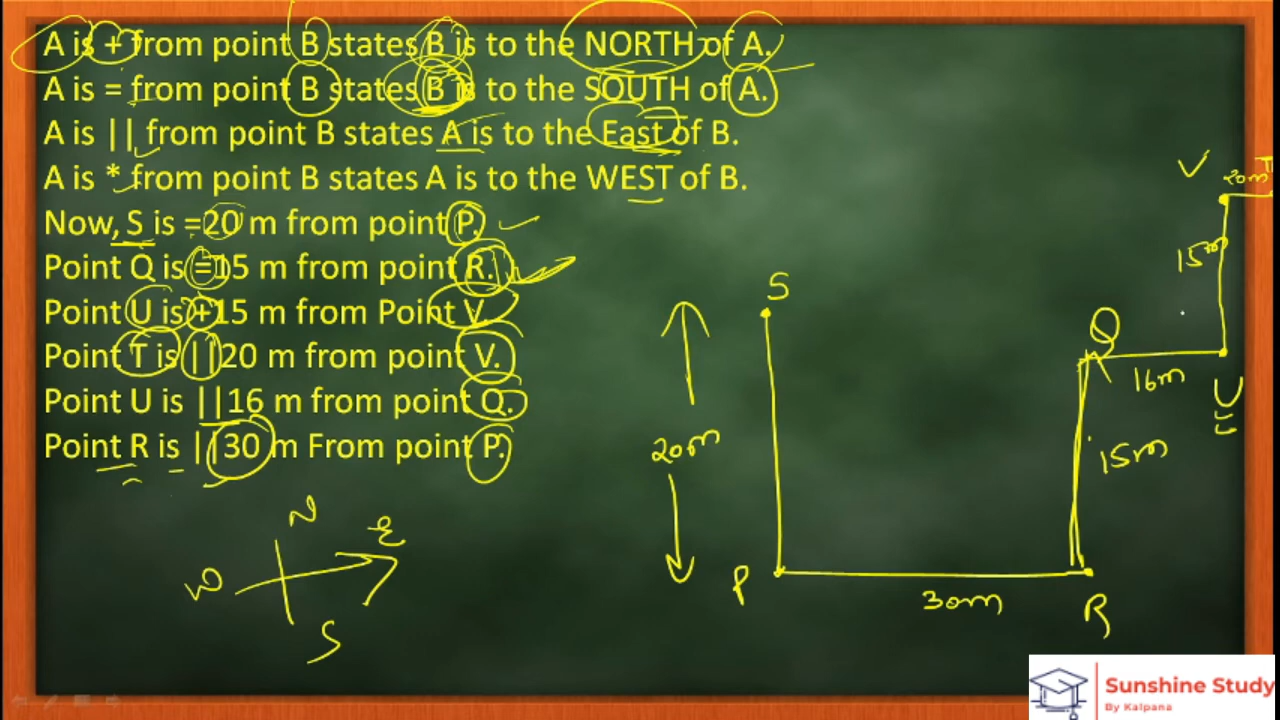 A is + from point B states B is to the NORTH of A.
A is = from point B states B is to the SOUTH of A.
A is || from point B states A is to the East of B.
A is * from point B states A is to the WEST of B.
Now, S is =20 m from point P.
Point Q is =15 m from point R.
Point U is +15 m from Point V.
Point T is ||20 m from point V.
Point U is ||16 m from point Q.
Point R is ||30 m From point P.
N
E
W
S
V
20m T
15m
S
Q
16m
U
20m
15m
P
30m
R
Sunshine Study
By Kalpana